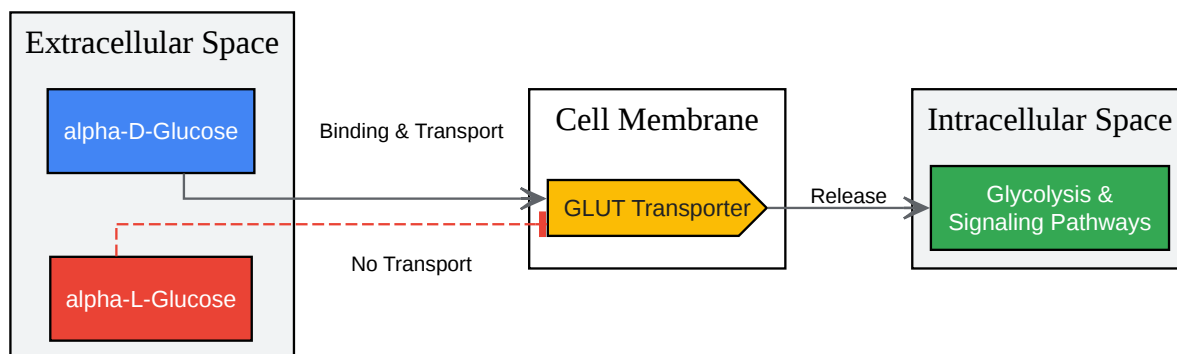 Extracellular Space
alpha-D-Glucose
alpha-L-Glucose
Binding & Transport
No Transport
Cell Membrane
GLUT Transporter
Release
Intracellular Space
Glycolysis &
Signaling Pathways